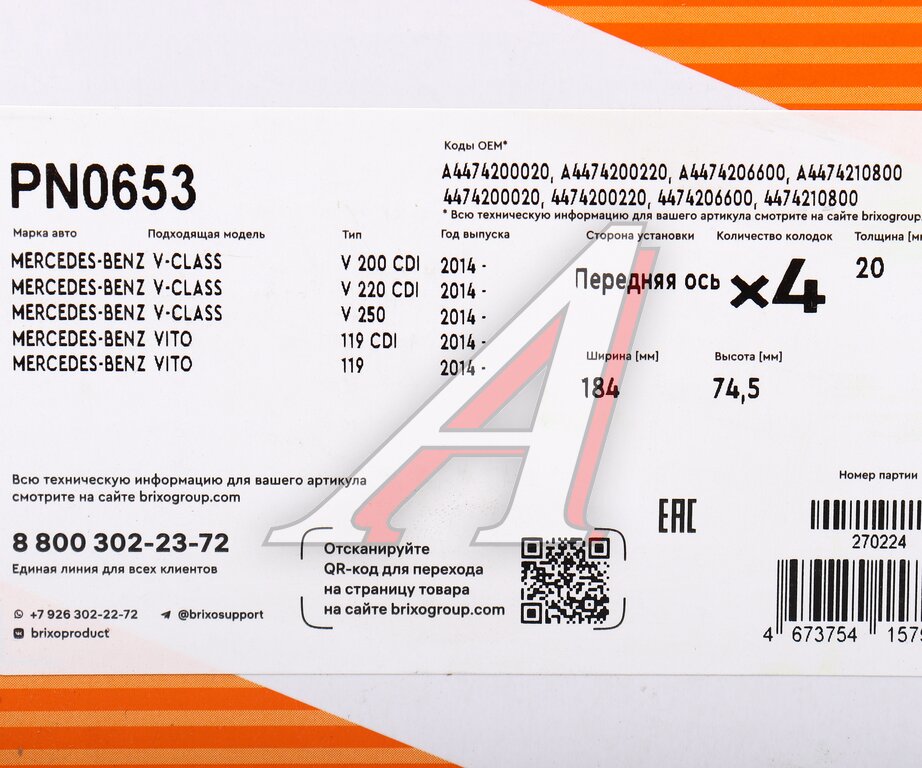 Коды OEM*
PN0653
A4474200020, A4474200220, A4474206600, A4474210800
4474200020, 4474200220, 4474206600, 4474210800
* Всю техническую информацию для вашего артикула смотрите на сайте brixogroup.
Марка авто Подходящая модель Тип Год выпуска Сторона установки Количество колодок Толщина [мм
MERCEDES-BENZ V-CLASS V 200 CDI 2014 - Передняя ось x4 20
MERCEDES-BENZ V-CLASS V 220 CDI 2014 -
MERCEDES-BENZ V-CLASS V 250 2014 -
MERCEDES-BENZ VITO 119 CDI 2014 -
MERCEDES-BENZ VITO 119 2014 -
Ширина [мм] Высота [мм]
184 74,5
Всю техническую информацию для вашего артикула
смотрите на сайте brixogroup.com
Номер партии
8 800 302-23-72
Единая линия для всех клиентов
EAC
270224
Отсканируйте
QR-код для перехода
на страницу товара
на сайте brixogroup.com
+7 926 302-22-72 @brixosupport
brixoproduct
4 673754 157